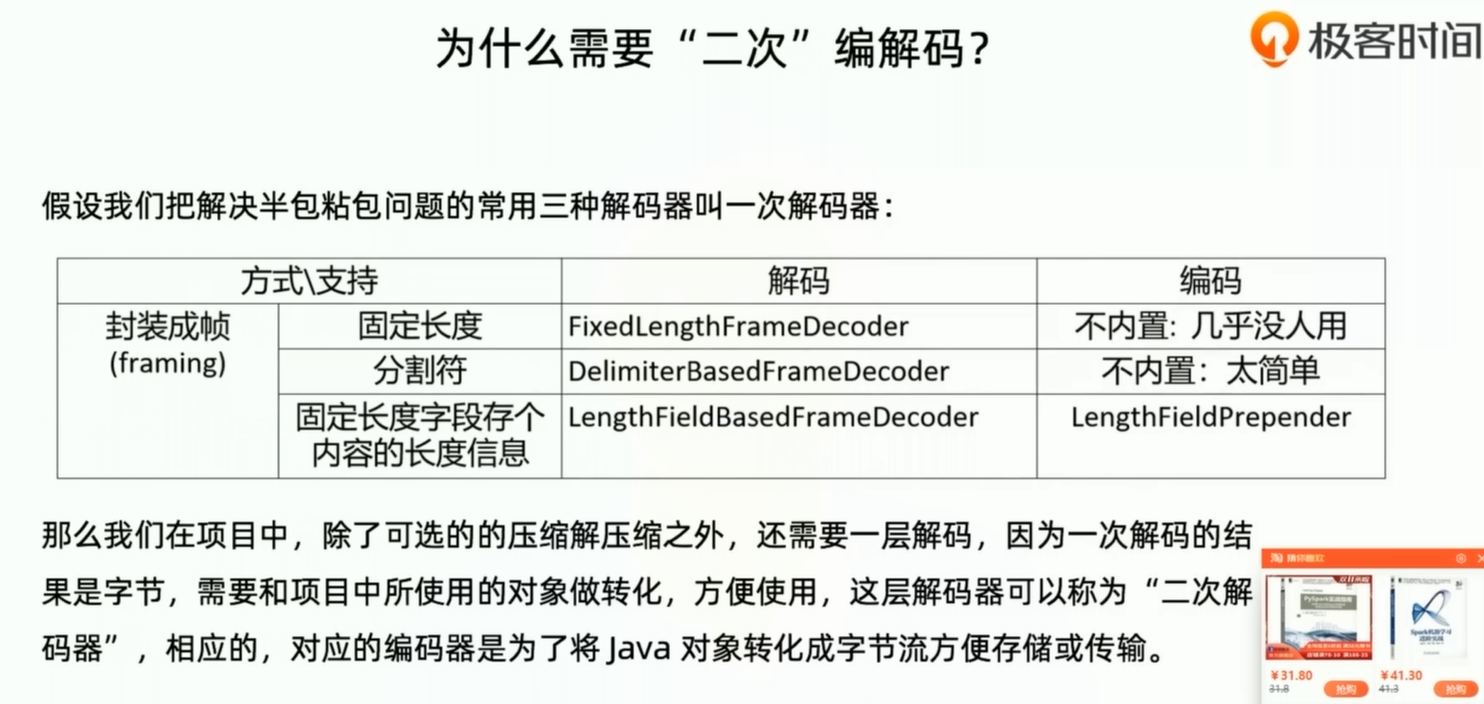 为什么需要“二次”编解码？
极客时间
假设我们把解决半包粘包问题的常用三种解码器叫一次解码器：
方式\支持 解码 编码
封装成帧 (framing) 固定长度 FixedLengthFrameDecoder 不内置：几乎没人用
分割符 DelimiterBasedFrameDecoder 不内置：太简单
固定长度字段存个 LengthFieldBasedFrameDecoder LengthFieldPrepender
内容的长度信息
那么我们在项目中，除了可选的的压缩解压缩之外，还需要一层解码，因为一次解码的结
果是字节，需要和项目中所使用的对象做转化，方便使用，这层解码器可以称为“二次解
码器”，相应的，对应的编码器是为了将 Java 对象转化成字节流方便存储或传输。
淘 猜你喜欢
¥31.80 ¥41.30
31.8 抢购 41.3 抢购